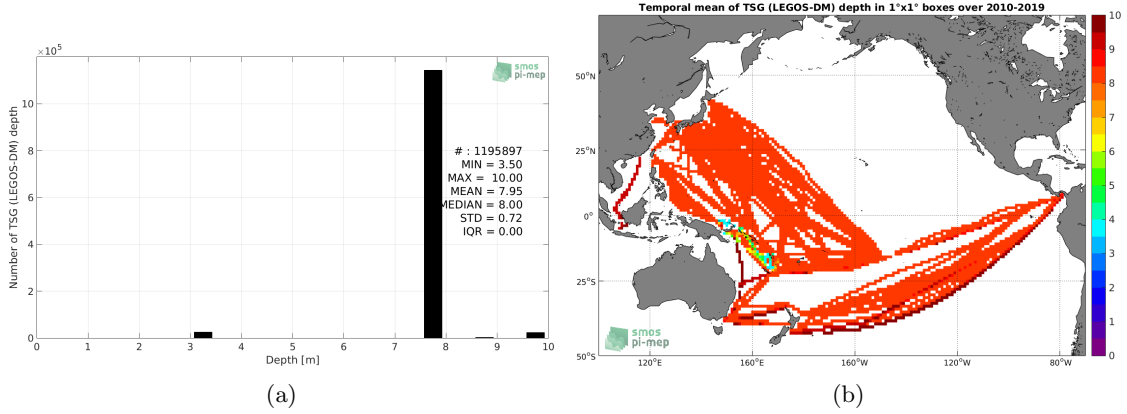 ×10⁵
smos
pi-mep
10
8
6
4
2
0
Number of TSG (LEGOS-DM) depth
# : 1195897
MIN = 3.50
MAX = 10.00
MEAN = 7.95
MEDIAN = 8.00
STD = 0.72
IQR = 0.00
0 1 2 3 4 5 6 7 8 9 10
Depth [m]
(a)
Temporal mean of TSG (LEGOS-DM) depth in 1°x1° boxes over 2010-2019
50°N
25°N
0°
25°S
50°S
smos
pi-mep
120°E 160°E 160°W 120°W 80°W
10
9
8
7
6
5
4
3
2
1
0
(b)